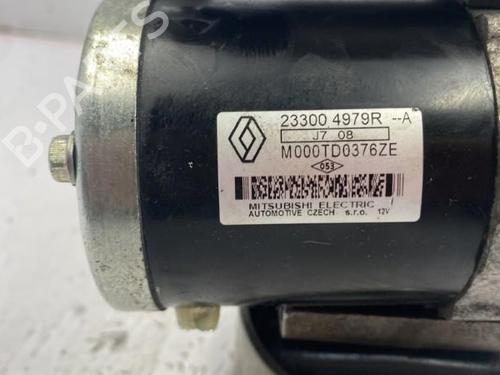 B-PARTS
23300 4979R --A
J7 08
M000TD0376ZE
053
MITSUBISHI ELECTRIC
AUTOMOTIVE CZECH s.r.o. 12V